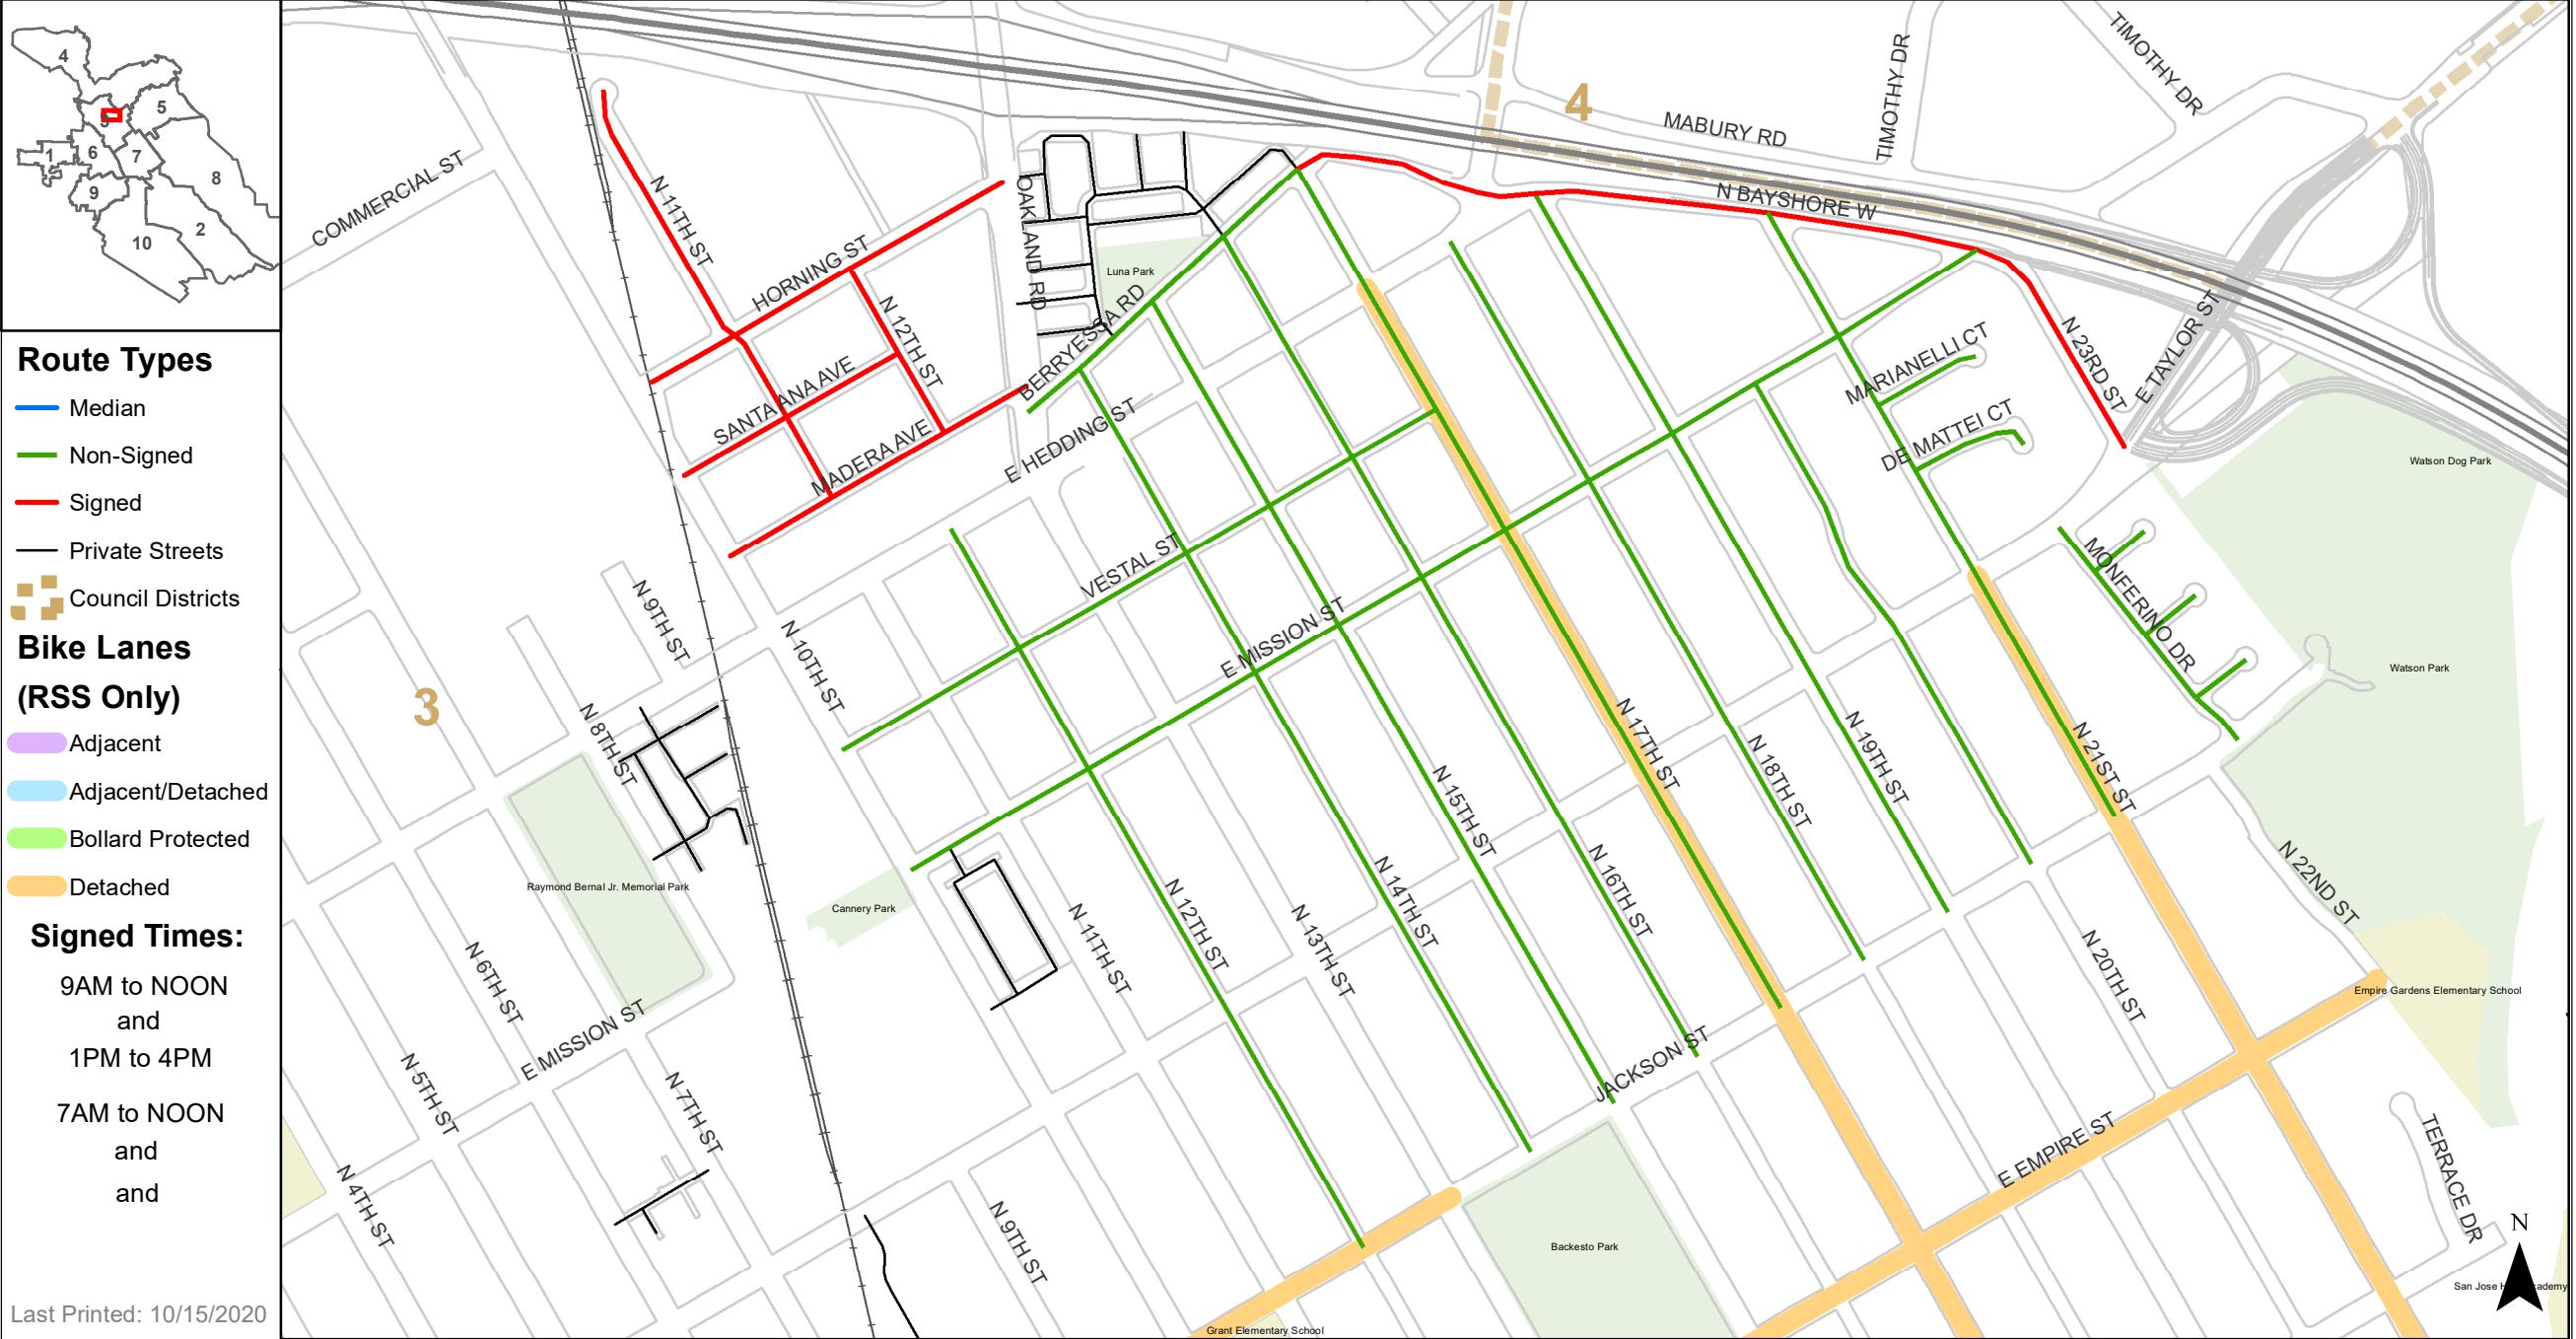 4
5
3
1
6
7
8
9
2
10
Route Types
Median
Non-Signed
Signed
Private Streets
Council Districts
Bike Lanes
(RSS Only)
Adjacent
Adjacent/Detached
Bollard Protected
Detached
Signed Times:
9AM to NOON
and
1PM to 4PM
7AM to NOON
and
and
Last Printed: 10/15/2020
COMMERCIAL ST
N 11TH ST
HORNING ST
OAKLAND RD
Luna Park
4
MABURY RD
TIMOTHY DR
TIMOTHY DR
N BAYSHORE W
N 12TH ST
SANTA ANA AVE
MADERA AVE
BERRYESSA RD
E HEDDING ST
MARIANELLI CT
DE MATTEI CT
N 23RD ST
E TAYLOR ST
Watson Dog Park
VESTAL ST
E MISSION ST
MONFERINO DR
Watson Park
N 9TH ST
N 10TH ST
3
N 8TH ST
N 17TH ST
N 18TH ST
N 19TH ST
N 21ST ST
N 15TH ST
N 16TH ST
N 14TH ST
N 22ND ST
Raymond Bernal Jr. Memorial Park
Cannery Park
N 11TH ST
N 12TH ST
N 13TH ST
N 20TH ST
Empire Gardens Elementary School
N 6TH ST
E MISSION ST
N 5TH ST
N 7TH ST
JACKSON ST
E EMPIRE ST
TERRACE DR
N 4TH ST
N 9TH ST
Backesto Park
N
San Jose H
cademy
Grant Elementary School